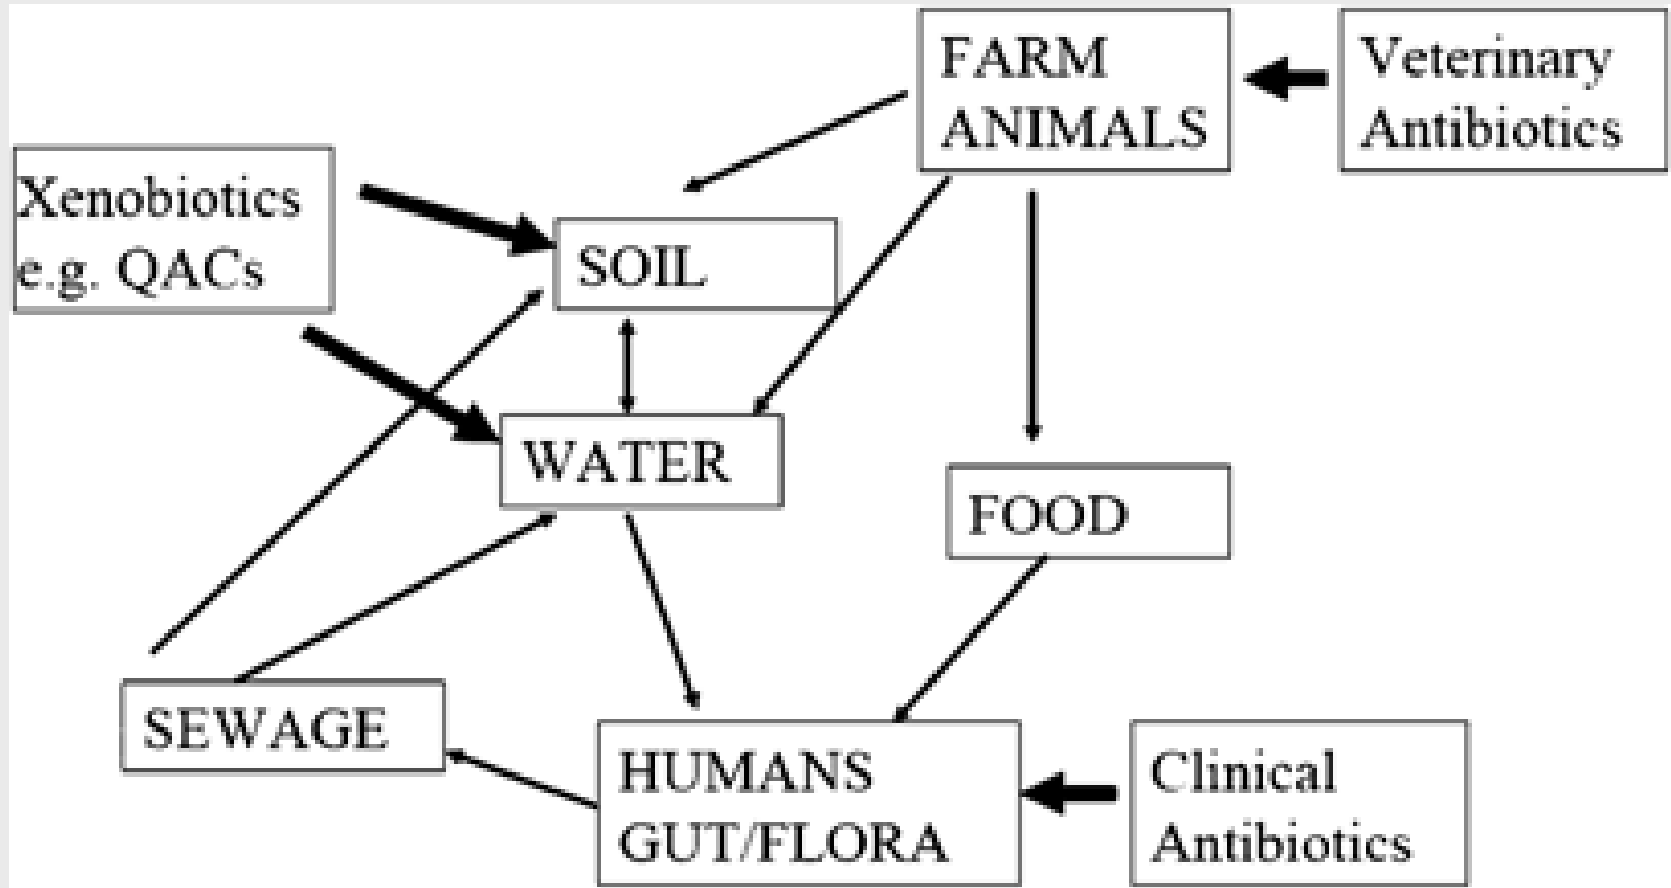 FARM
ANIMALS
Veterinary
Antibiotics
Xenobiotics
e.g. QACs
SOIL
WATER
FOOD
SEWAGE
HUMANS
GUT/FLORA
Clinical
Antibiotics